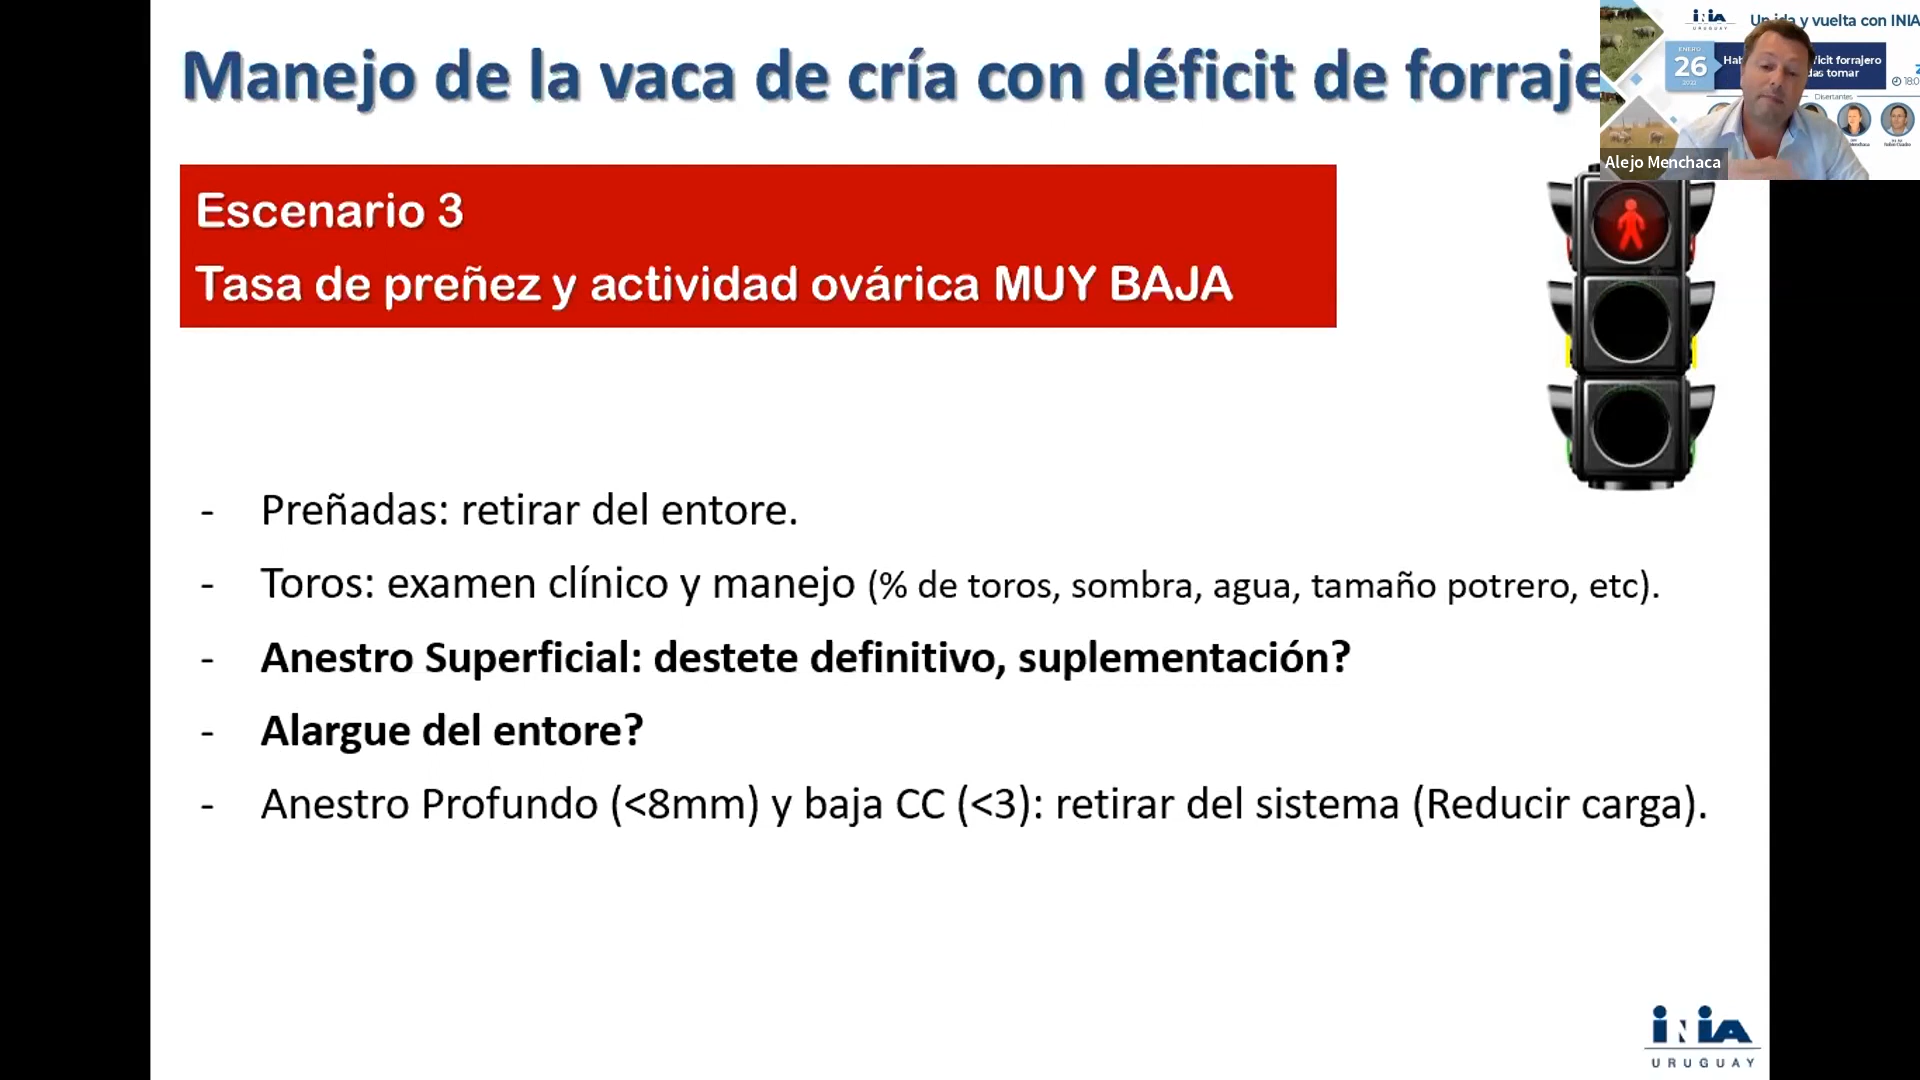 Manejo de la vaca de cría con déficit de forraje
Escenario 3
Tasa de preñez y actividad ovárica MUY BAJA
- Preñadas: retirar del entore.
- Toros: examen clínico y manejo (% de toros, sombra, agua, tamaño potrero, etc).
- Anestro Superficial: destete definitivo, suplementación?
- Alargue del entore?
- Anestro Profundo (<8mm) y baja CC (<3): retirar del sistema (Reducir carga).
INIA
URUGUAY
INIA
URUGUAY
y vuelta con INIA
ENERO
26
forrajero
tomar
Disertantes
Alejo Menchaca